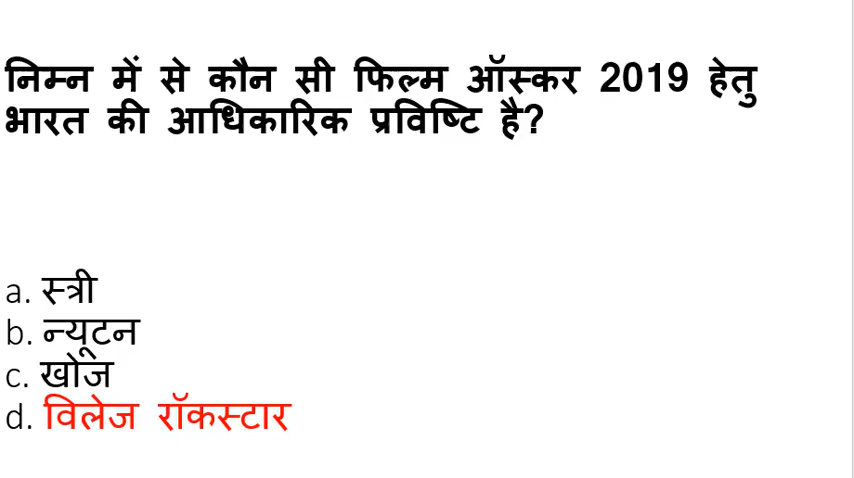 निम्न में से कौन सी फिल्म ऑस्कर 2019 हेतु
भारत की आधिकारिक प्रविष्टि है?
a. स्त्री
b. न्यूटन
c. खोज
d. विलेज रॉकस्टार